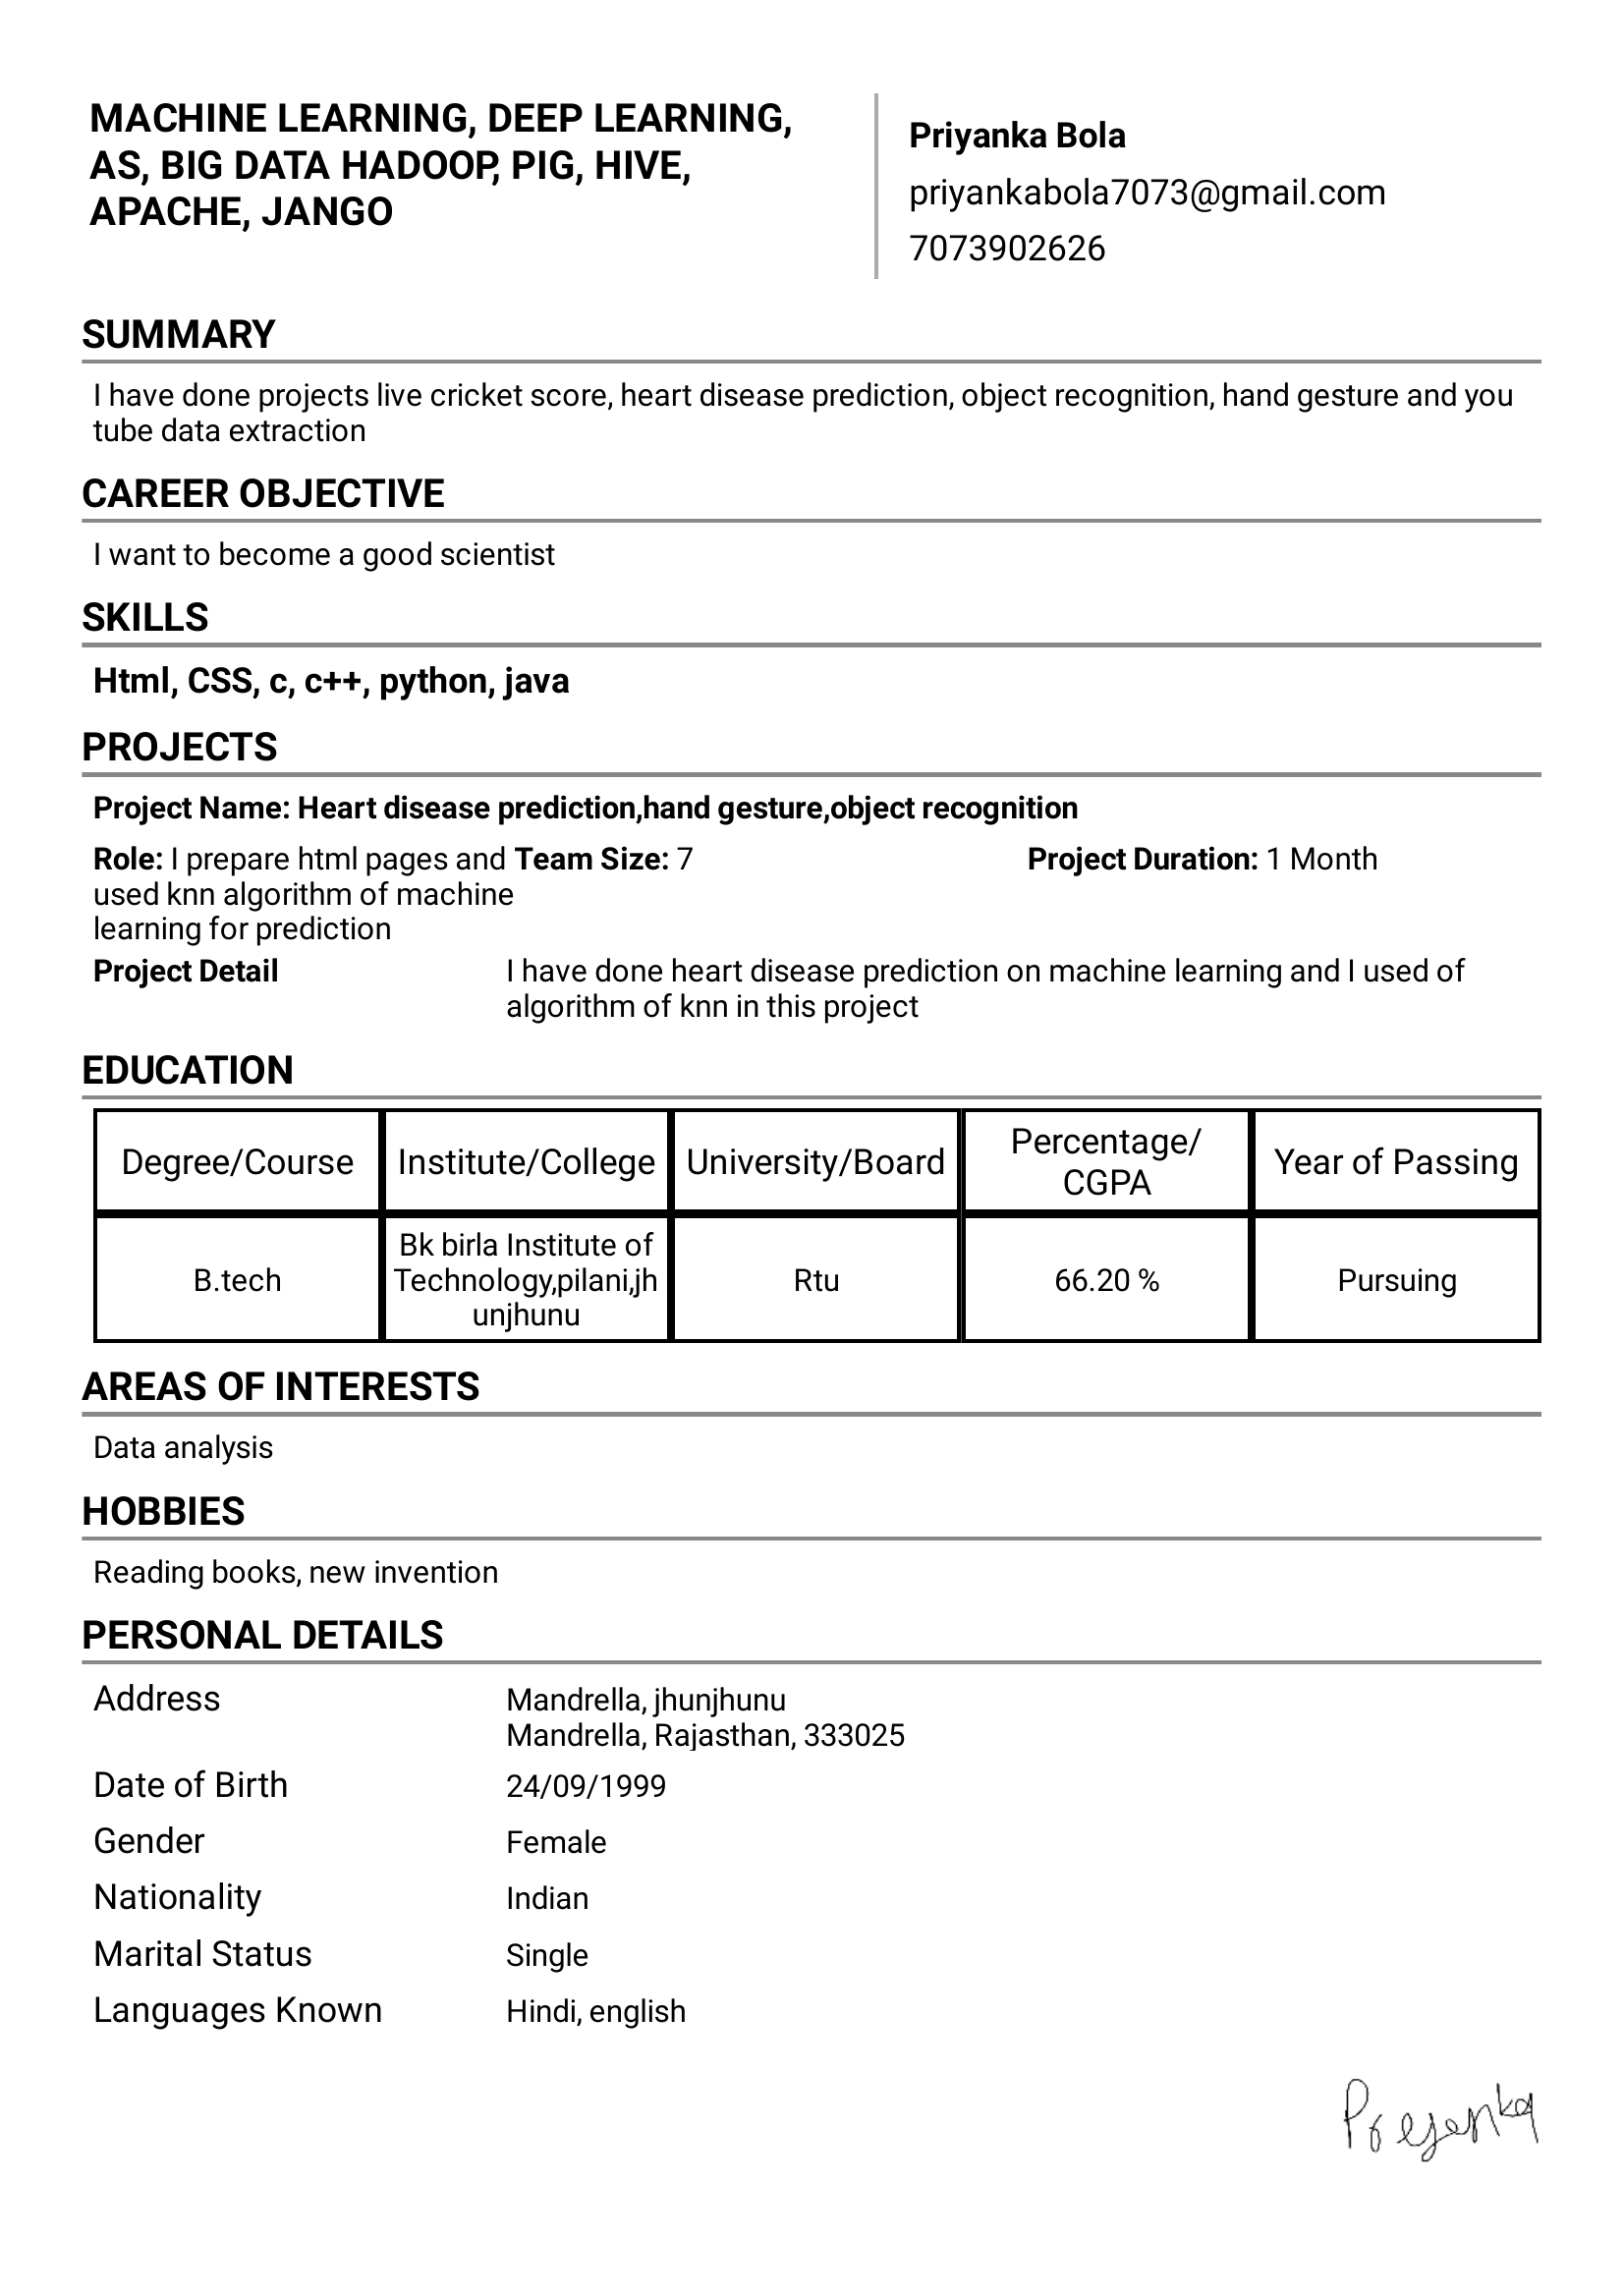 MACHINE LEARNING, DEEP LEARNING,
AS, BIG DATA HADOOP, PIG, HIVE,
APACHE, JANGO
Priyanka Bola
priyankabola7073@gmail.com
7073902626
SUMMARY
I have done projects live cricket score, heart disease prediction, object recognition, hand gesture and you
tube data extraction
CAREER OBJECTIVE
I want to become a good scientist
SKILLS
Html, CSS, c, c++, python, java
PROJECTS
Project Name: Heart disease prediction,hand gesture,object recognition
Role: I prepare html pages and
used knn algorithm of machine
learning for prediction
Team Size: 7
Project Duration: 1 Month
Project Detail
I have done heart disease prediction on machine learning and I used of
algorithm of knn in this project
EDUCATION
Degree/Course
Institute/College
University/Board
Percentage/
CGPA
Year of Passing
B.tech
Bk birla Institute of
Technology,pilani,jh
unjhunu
Rtu
66.20 %
Pursuing
AREAS OF INTERESTS
Data analysis
HOBBIES
Reading books, new invention
PERSONAL DETAILS
Address
Mandrella, jhunjhunu
Mandrella, Rajasthan, 333025
Date of Birth
24/09/1999
Gender
Female
Nationality
Indian
Marital Status
Single
Languages Known
Hindi, english